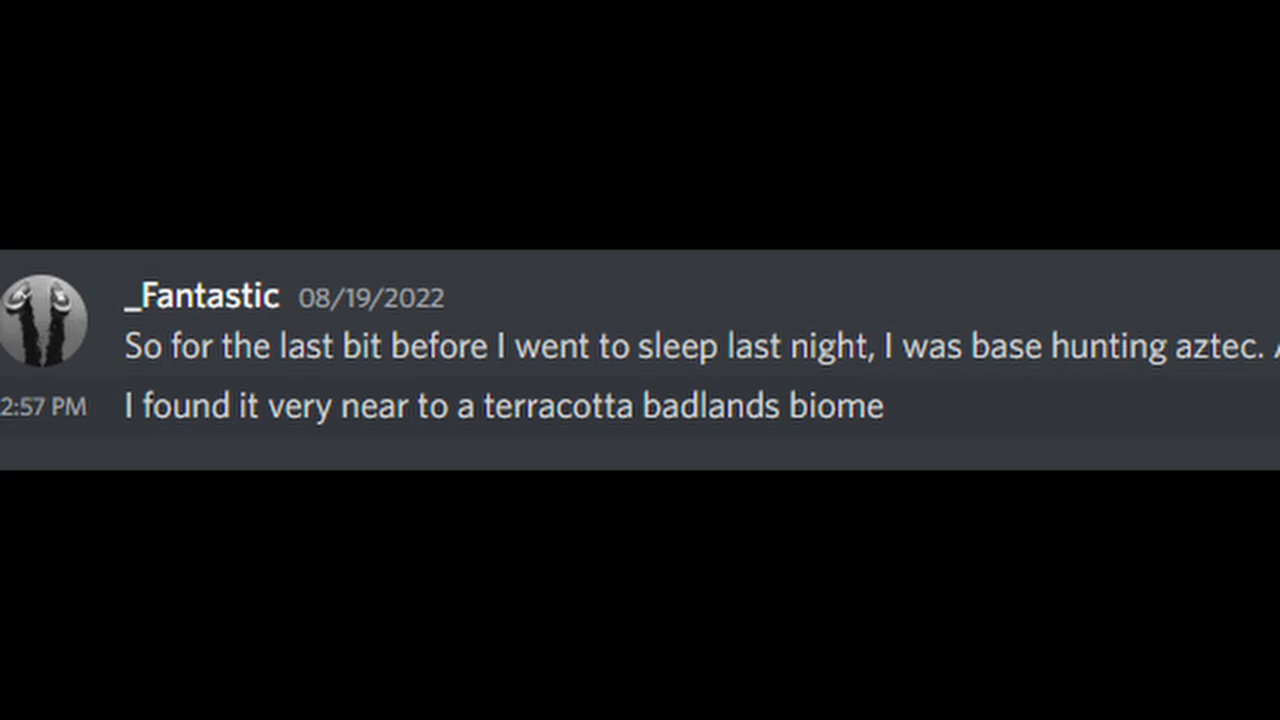 _Fantastic 08/19/2022
So for the last bit before I went to sleep last night, I was base hunting aztec.
2:57 PM I found it very near to a terracotta badlands biome